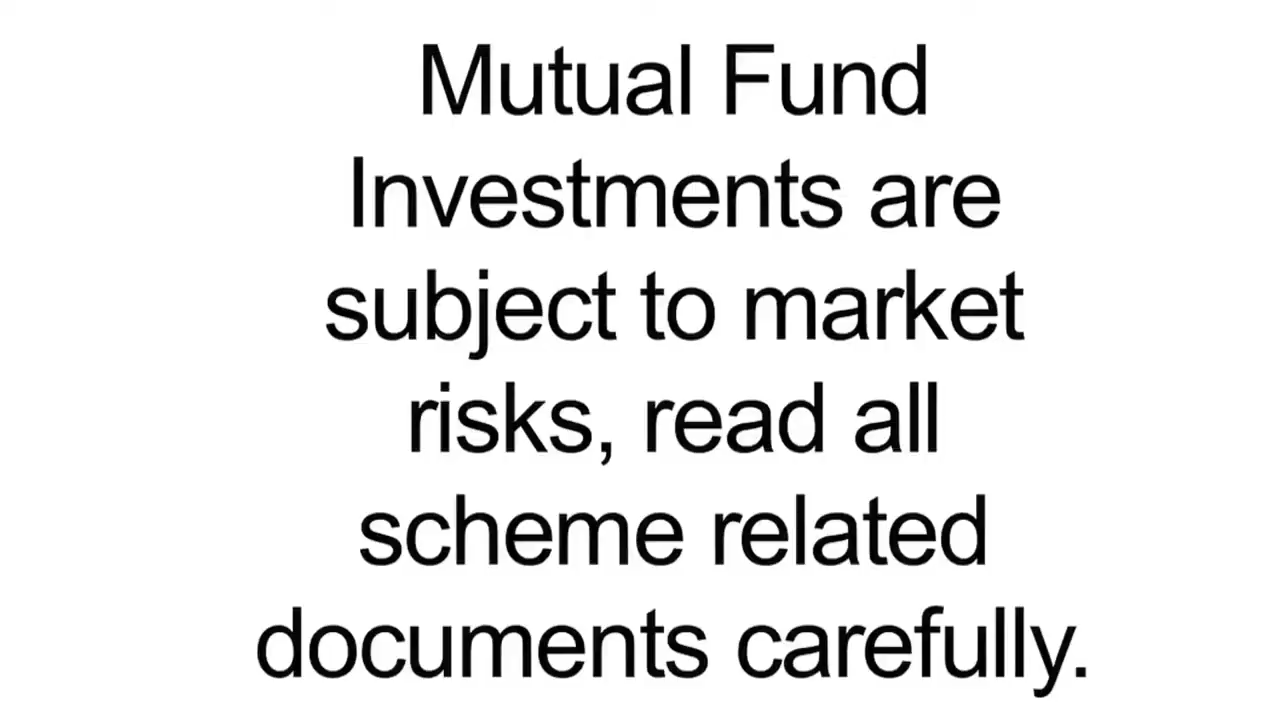 Mutual Fund
Investments are
subject to market
risks, read all
scheme related
documents carefully.